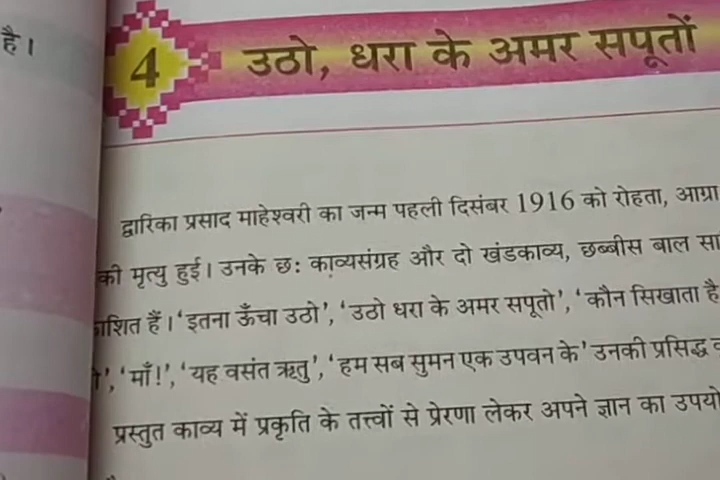 है।
4
उठो, धरा के अमर सपूतों
द्वारिका प्रसाद माहेश्वरी का जन्म पहली दिसंबर 1916 को रोहता, आग्रा
की मृत्यु हुई। उनके छः काव्यसंग्रह और दो खंडकाव्य, छब्बीस बाल सा
शित हैं। 'इतना ऊँचा उठो', 'उठो धरा के अमर सपूतो', 'कौन सिखाता है
', 'माँ!', 'यह वसंत ऋतु', 'हम सब सुमन एक उपवन के' उनकी प्रसिद्ध
प्रस्तुत काव्य में प्रकृति के तत्त्वों से प्रेरणा लेकर अपने ज्ञान का उपयो